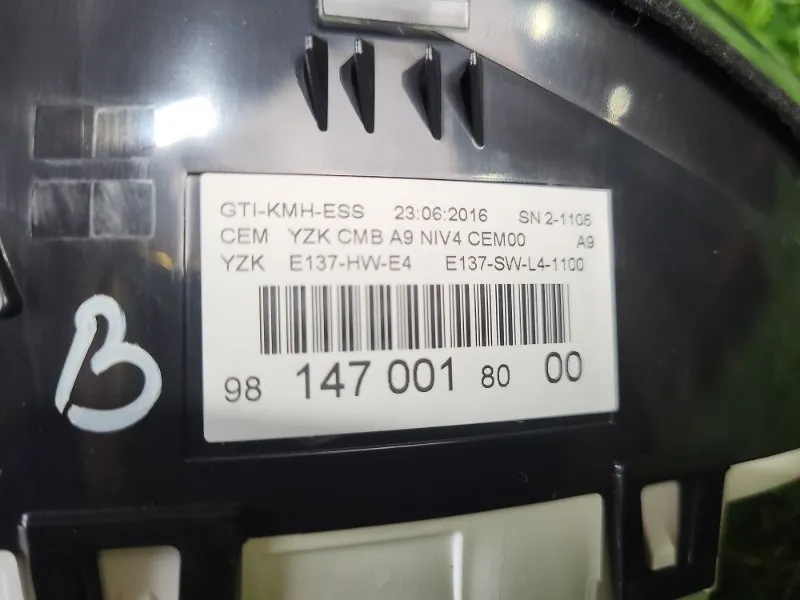 GTI-KMH-ESS 23:06:2016 SN 2-1105
CEM YZK CMB A9 NIV4 CEM00 A9
YZK E137-HW-E4 E137-SW-L4-1100
98 147 001 80 00
B